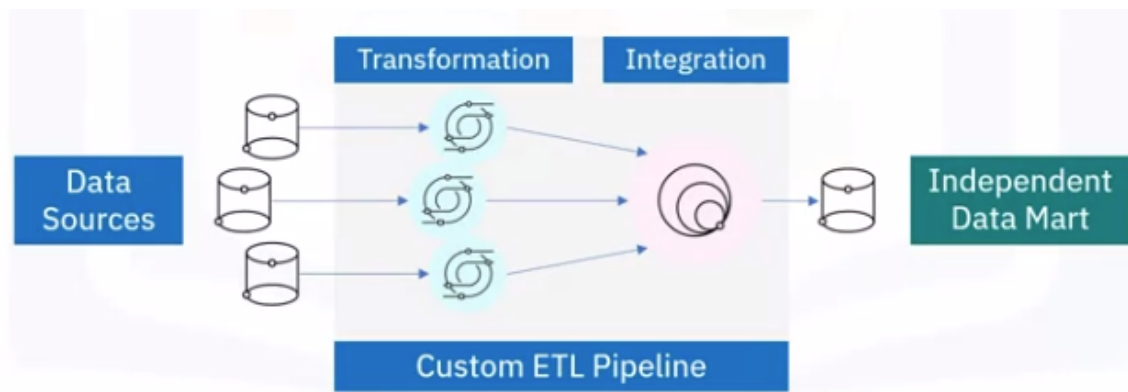 Transformation
Integration
Data
Sources
Independent
Data Mart
Custom ETL Pipeline